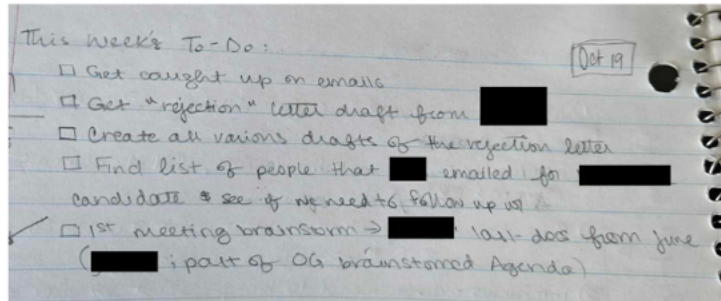 This week's To-Do:
Oct 19
□ Get caught up on emails
□ Get "rejection" letter draft from
□ Create all various drafts of the rejection letter
□ Find list of people that emailed for
candidate & see if we need to follow up w/
□ 1st meeting brainstorm → docs from June
( ; part of OG brainstormed Agenda)